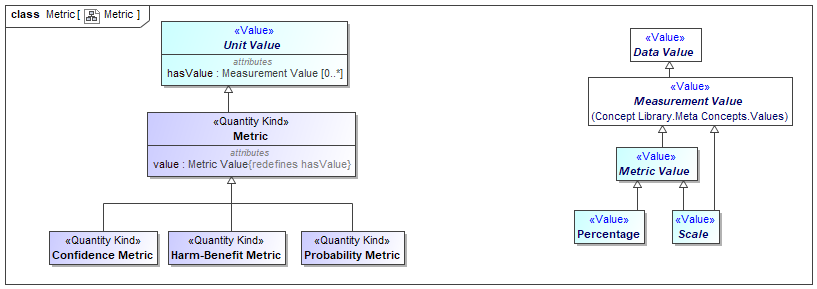 class Metric [ Metric ]
«Value»
Unit Value
attributes
hasValue : Measurement Value [0..*]
«Quantity Kind»
Metric
attributes
value : Metric Value{redefines hasValue}
«Quantity Kind»
Confidence Metric
«Quantity Kind»
Harm-Benefit Metric
«Quantity Kind»
Probability Metric
«Value»
Data Value
«Value»
Measurement Value
(Concept Library.Meta Concepts.Values)
«Value»
Metric Value
«Value»
Percentage
«Value»
Scale